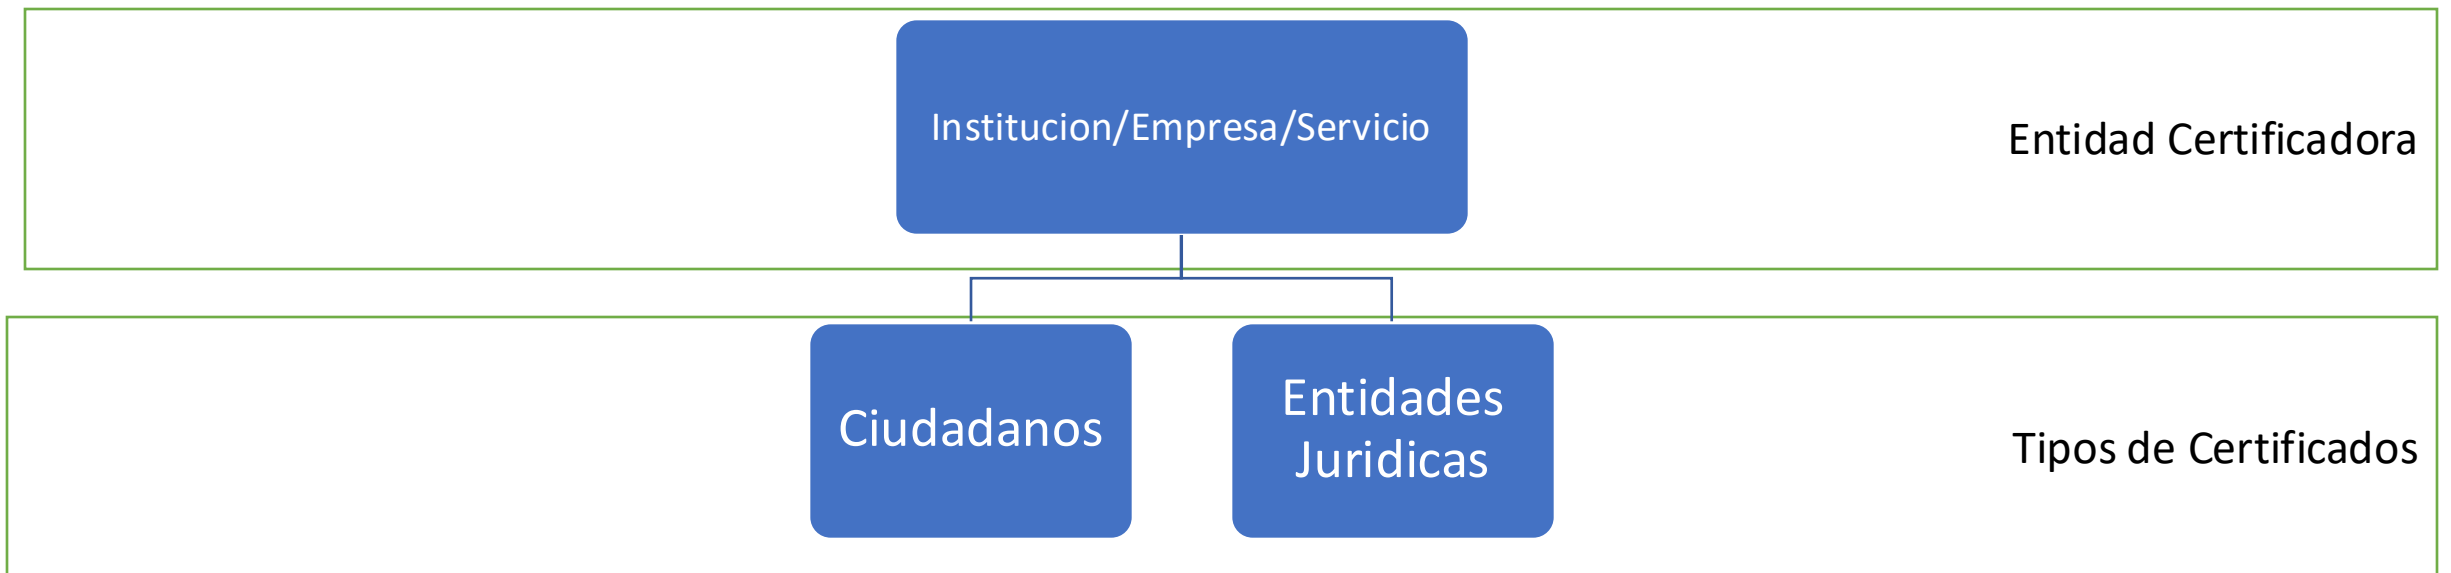 Institucion/Empresa/Servicio
Entidad Certificadora
Ciudadanos
Entidades
Juridicas
Tipos de Certificados